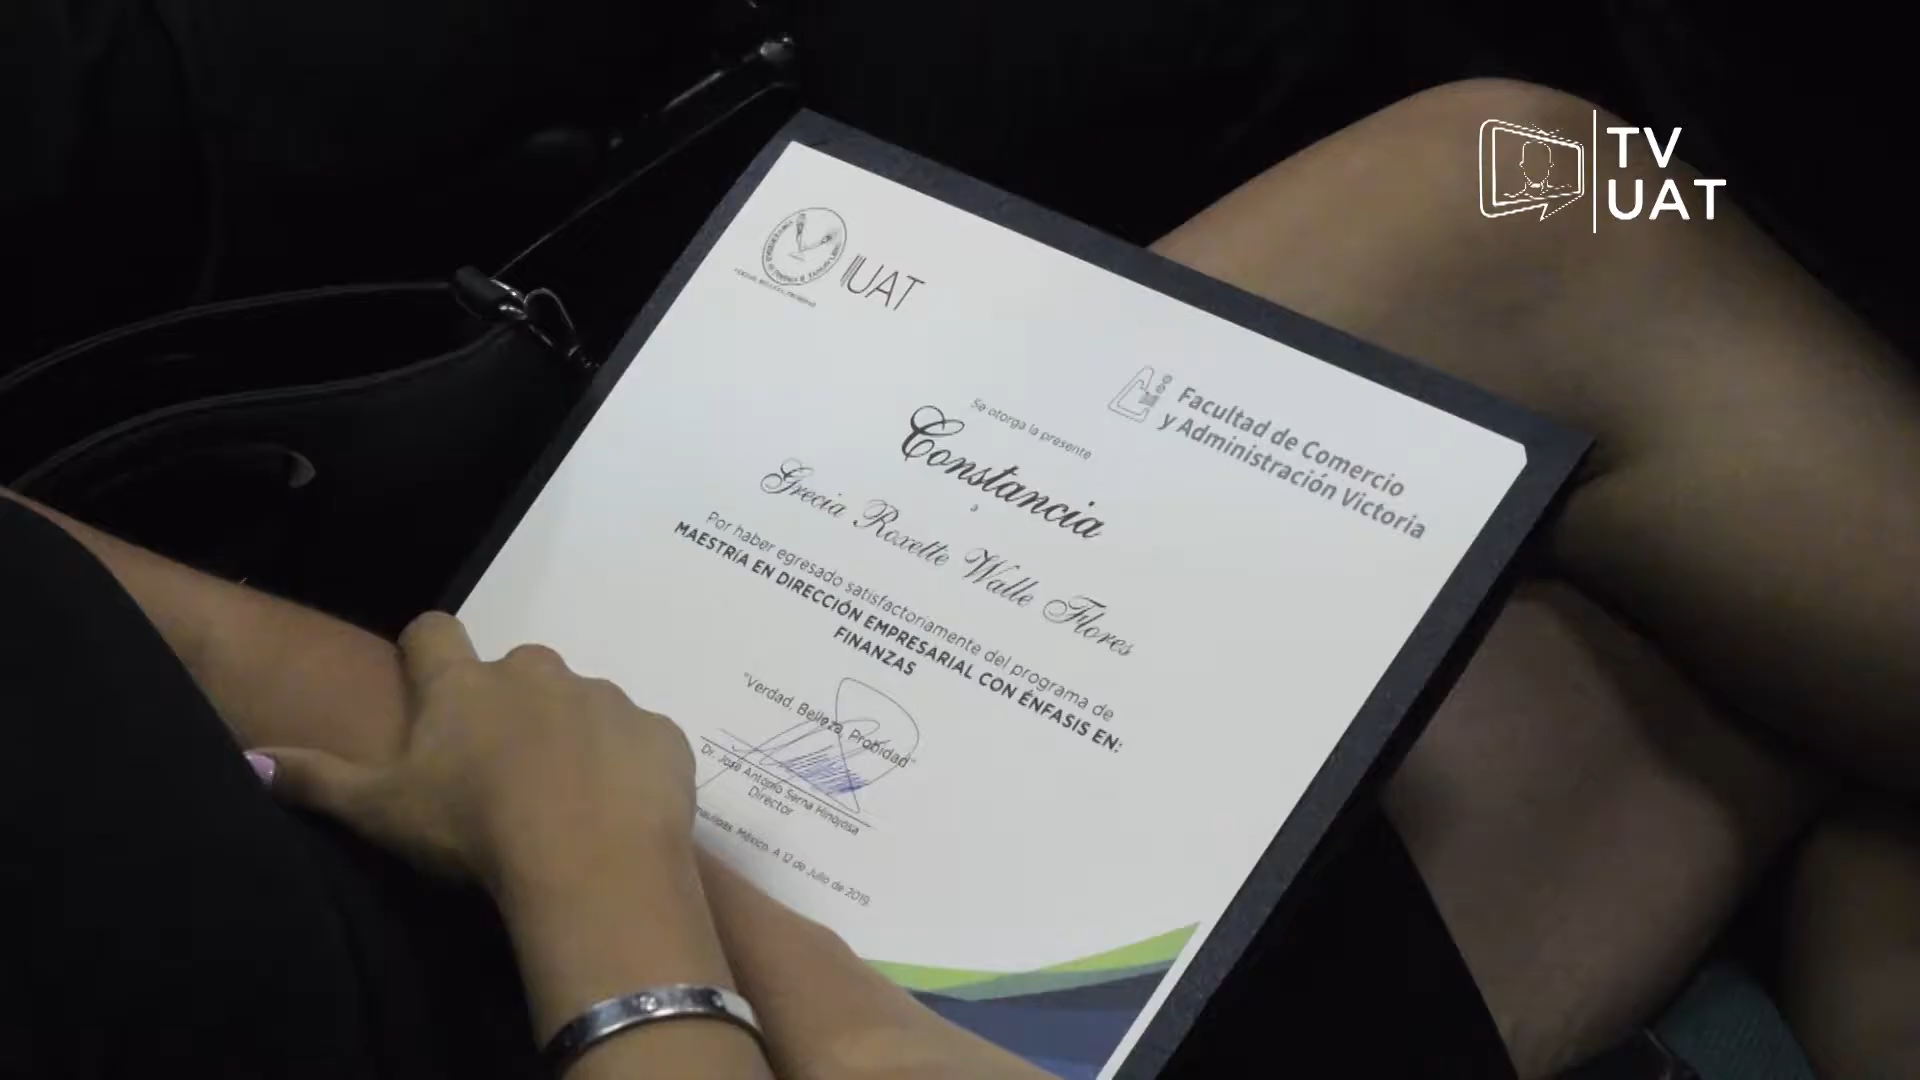 TV
UAT
UAT
Facultad de Comercio
y Administración Victoria
Se otorga la presente
Constancia
a
Grecia Roxette Walle Flores
Por haber egresado satisfactoriamente del programa de
MAESTRÍA EN DIRECCIÓN EMPRESARIAL CON ÉNFASIS EN:
FINANZAS
"Verdad, Belleza, Probidad"
Dr. José Antonio Serna Hinojosa
Director
México. A 12 de Julio de 2019